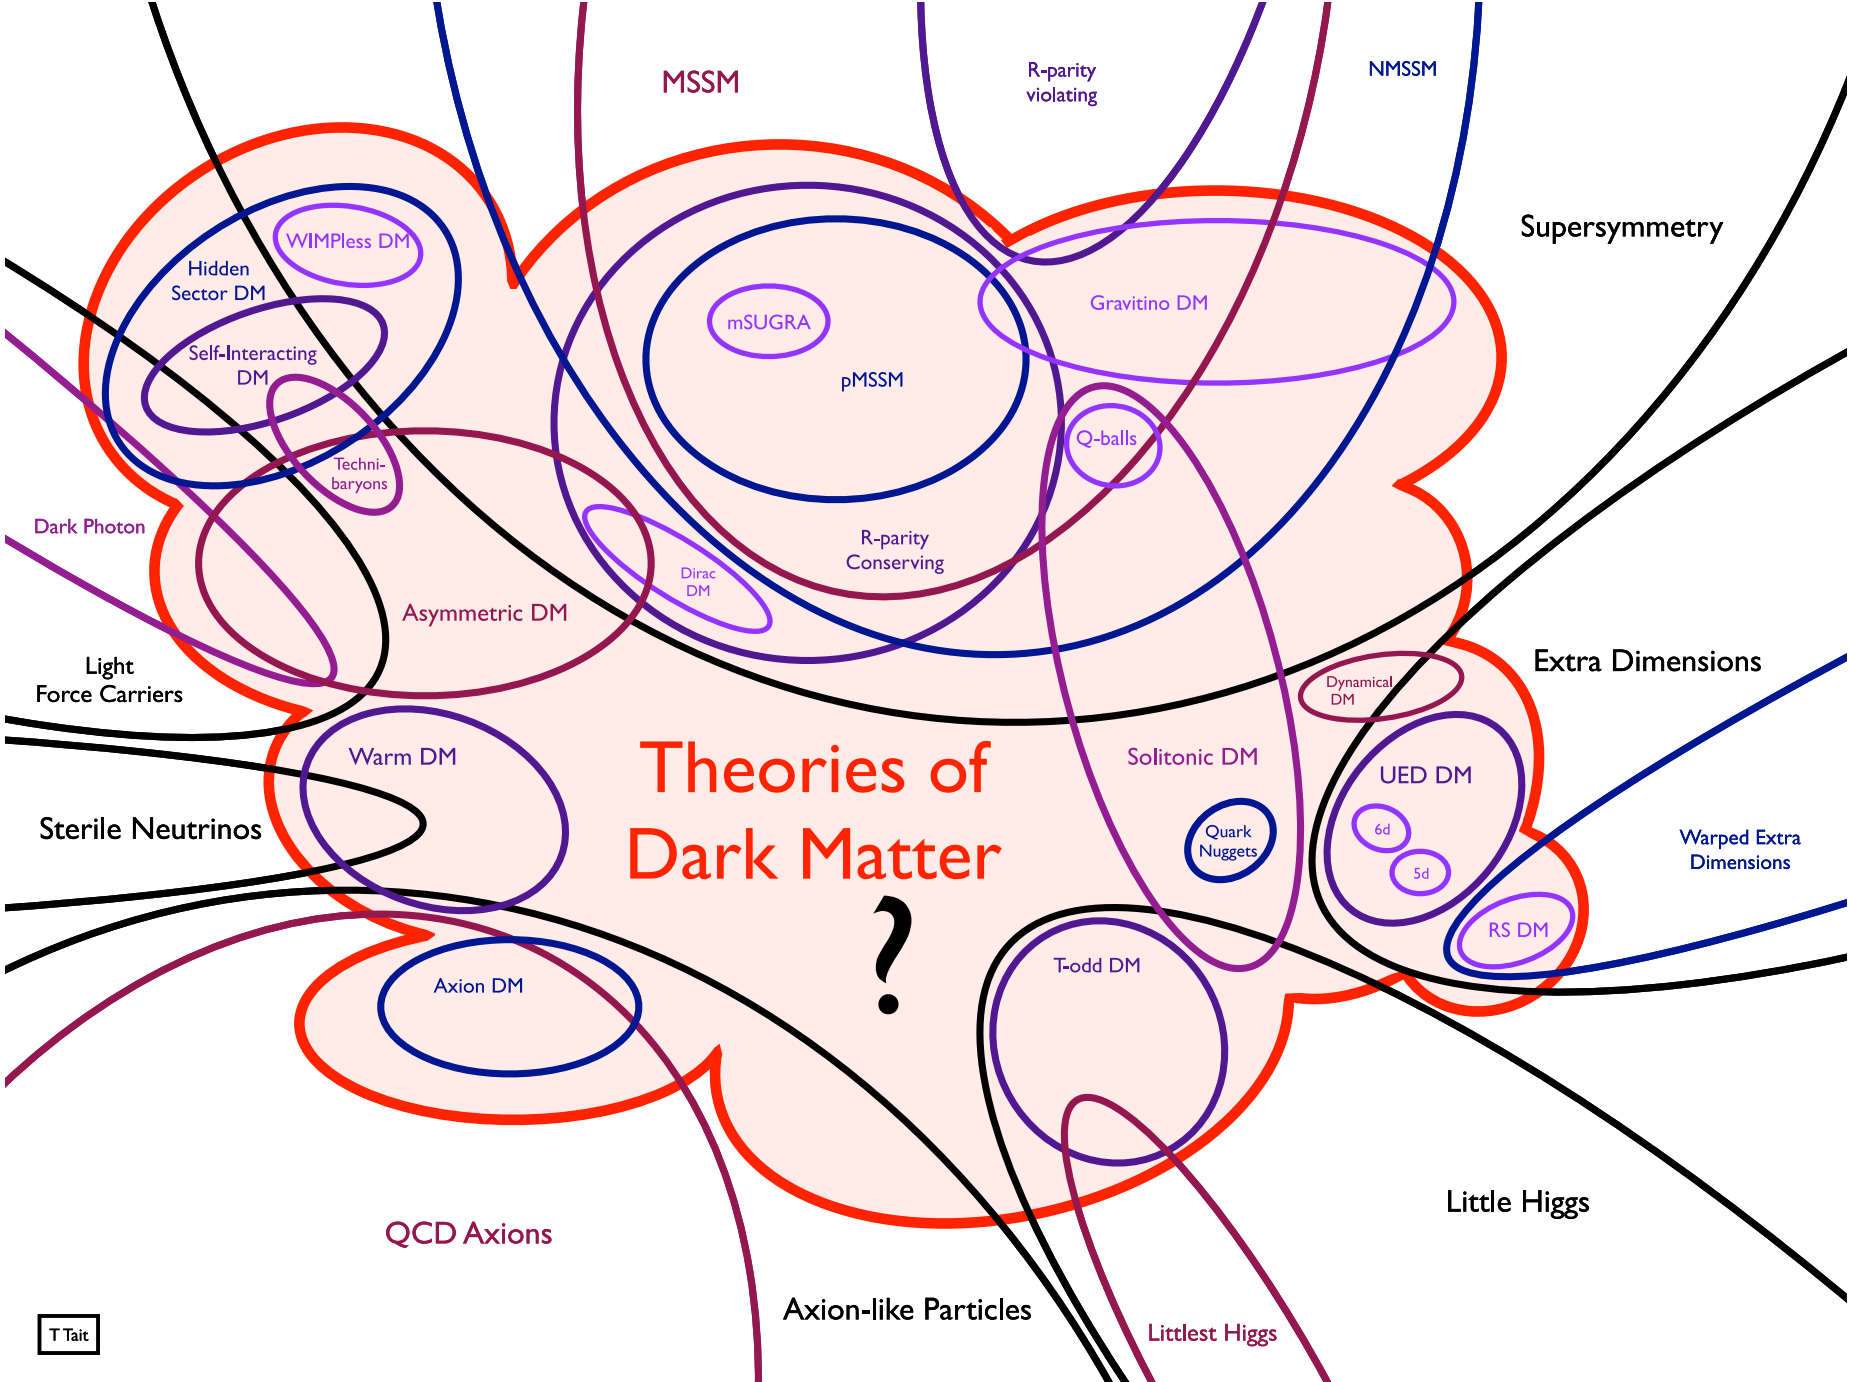 MSSM
R-parity
violating
NMSSM
Supersymmetry
WIMPless DM
Hidden
Sector DM
Gravitino DM
mSUGRA
Self-Interacting
DM
pMSSM
Q-balls
Techni-
baryons
Dark Photon
R-parity
Conserving
Dirac
DM
Asymmetric DM
Light
Force Carriers
Extra Dimensions
Dynamical
DM
Warm DM
Theories of
Dark Matter
?
Solitonic DM
UED DM
Sterile Neutrinos
Quark
Nuggets
6d
5d
Warped Extra
Dimensions
RS DM
T-odd DM
Axion DM
Little Higgs
QCD Axions
Axion-like Particles
Littlest Higgs
T Tait